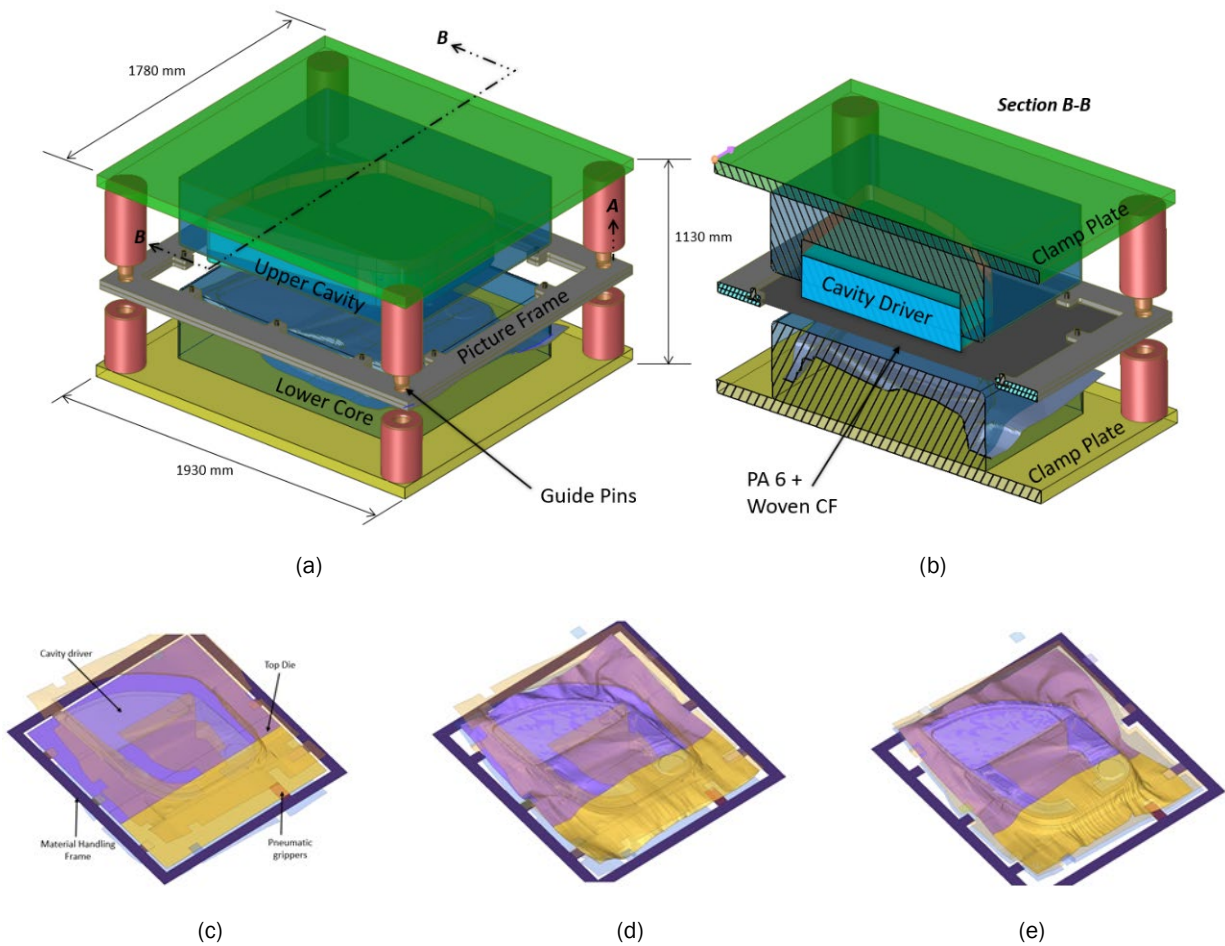 1780 mm
B
Section B-B
A
B
1130 mm
Clamp Plate
Upper Cavity
Cavity Driver
Picture Frame
Lower Core
Clamp Plate
1930 mm
Guide Pins
PA 6 +
Woven CF
(a)
(b)
Cavity driver
Top Die
Material Handling
Frame
Pneumatic
grippers
(c)
(d)
(e)